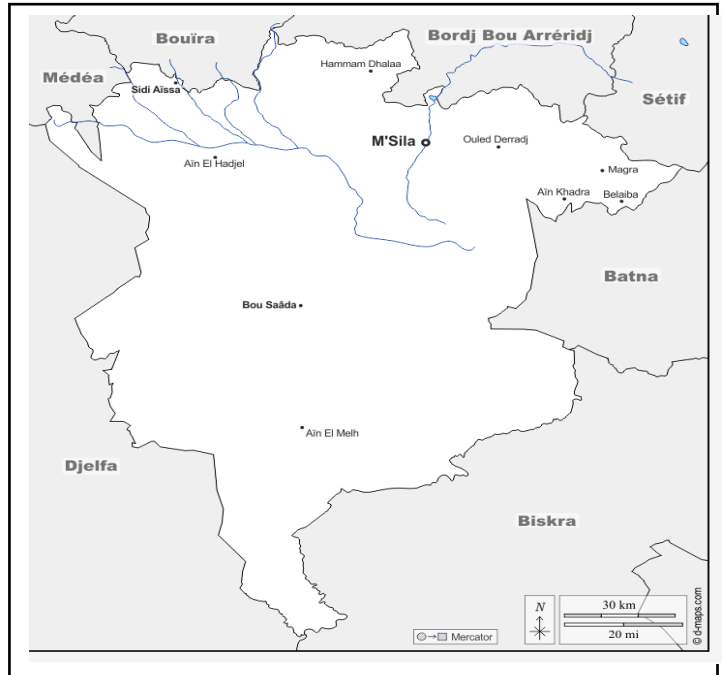 Bouïra
Bordj Bou Arréridj
Hammam Dhalaa
Médéa
Sidi Aïssa
Sétif
M'Sila
Ouled Derradj
Aïn El Hadjel
Magra
Aïn Khadra
Belaiba
Batna
Bou Saâda
Aïn El Melh
Djelfa
Biskra
N
30 km
20 mi
Mercator
© d-maps.com